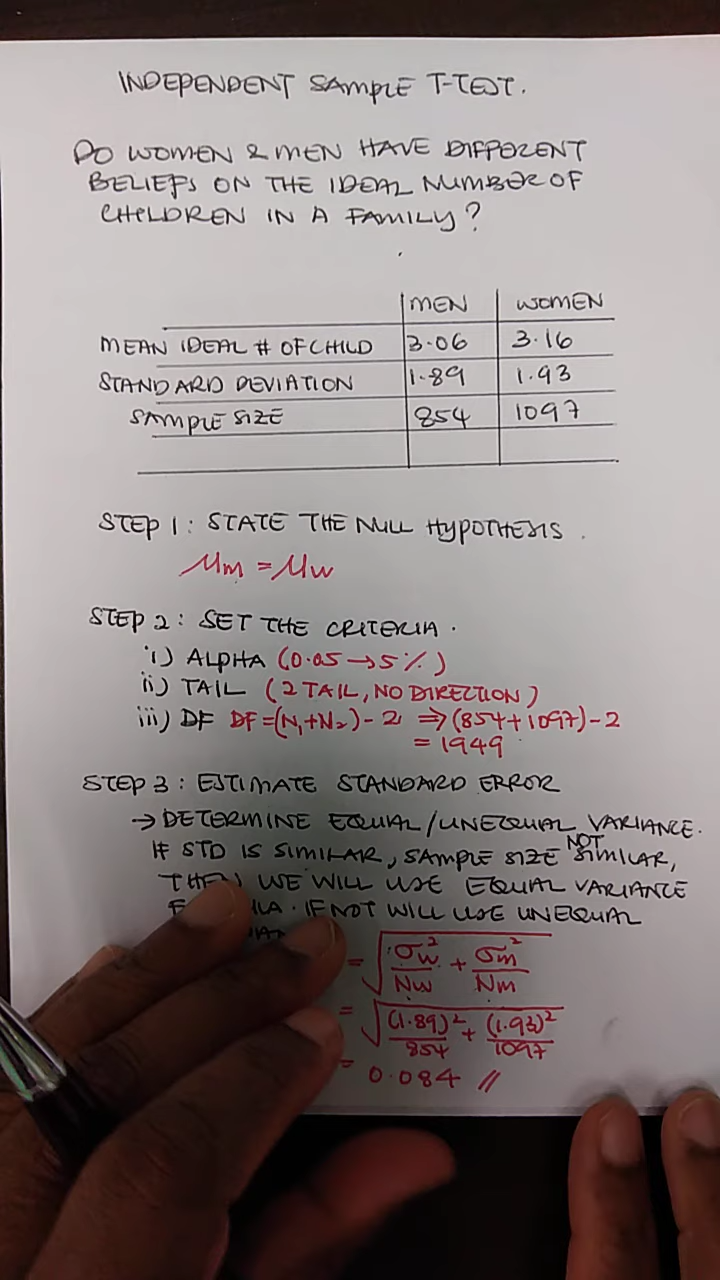 INDEPENDENT SAMPLE T-TEST.
DO WOMEN & MEN HAVE DIFFERENT
BELIEFS ON THE IDEAL NUMBER OF
CHILDREN IN A FAMILY?
MEN WOMEN
MEAN IDEAL # OF CHILD 3.06 3.16
STANDARD DEVIATION 1.89 1.93
SAMPLE SIZE 854 1097
STEP 1: STATE THE NULL HYPOTHESIS.
μm = μw
STEP 2: SET THE CRITERIA.
i) ALPHA (0.05 → 5%)
ii) TAIL (2 TAIL, NO DIRECTION)
iii) DF DF = (N₁+N₂) - 2 ⇒ (854+1097) - 2
= 1949
STEP 3: ESTIMATE STANDARD ERROR
→ DETERMINE EQUAL/UNEQUAL VARIANCE.
IF STD IS SIMILAR, SAMPLE SIZE NOT SIMILAR,
THEN WE WILL USE EQUAL VARIANCE
IF NOT WILL USE UNEQUAL
= √(σw²/Nw + σm²/Nm)
= √((1.89)²/854 + (1.93)²/1097)
= 0.084 //